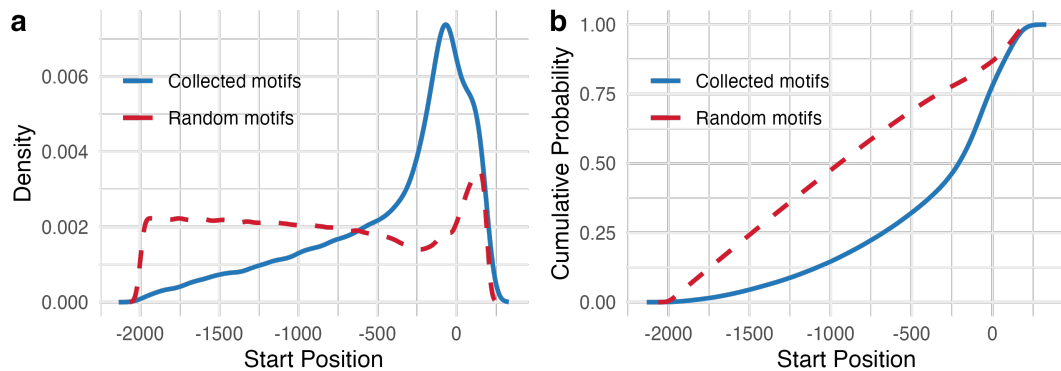 a
Density
0.006
0.004
0.002
0.000
Collected motifs
Random motifs
-2000 -1500 -1000 -500 0
Start Position
b
Cumulative Probability
1.00
0.75
0.50
0.25
0.00
Collected motifs
Random motifs
-2000 -1500 -1000 -500 0
Start Position